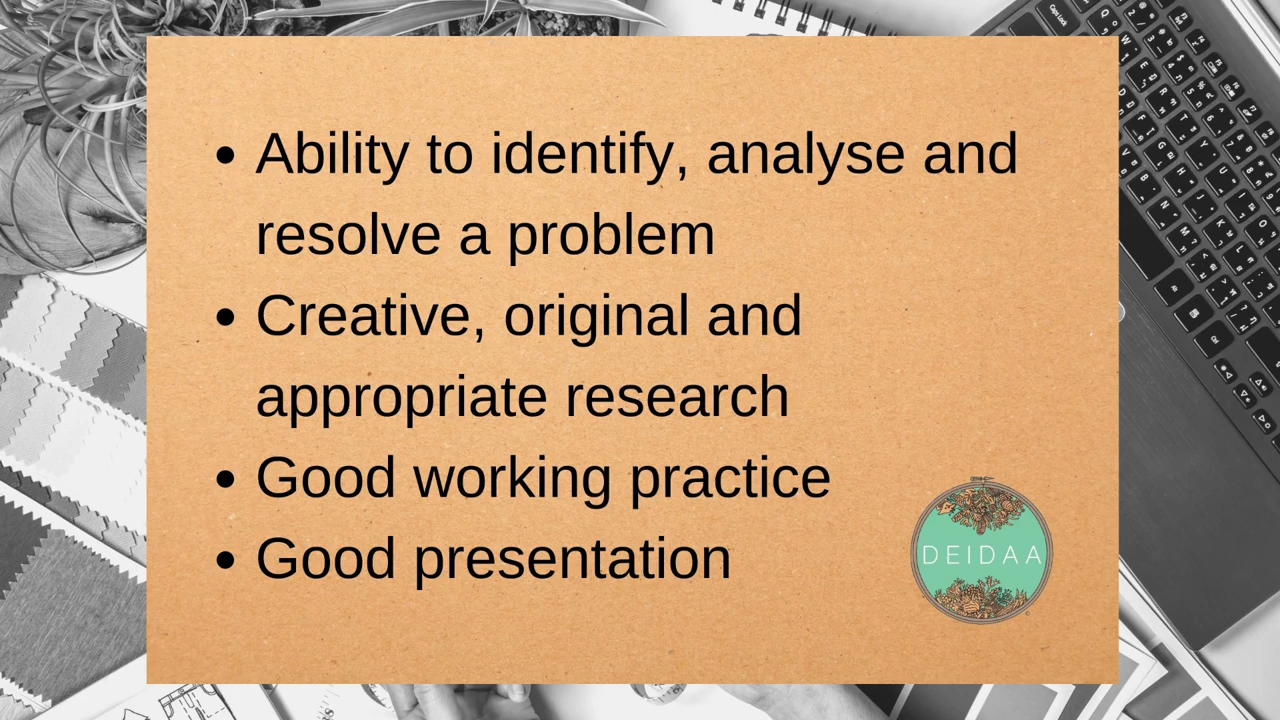 • Ability to identify, analyse and
resolve a problem
• Creative, original and
appropriate research
• Good working practice
• Good presentation
DEIDAA